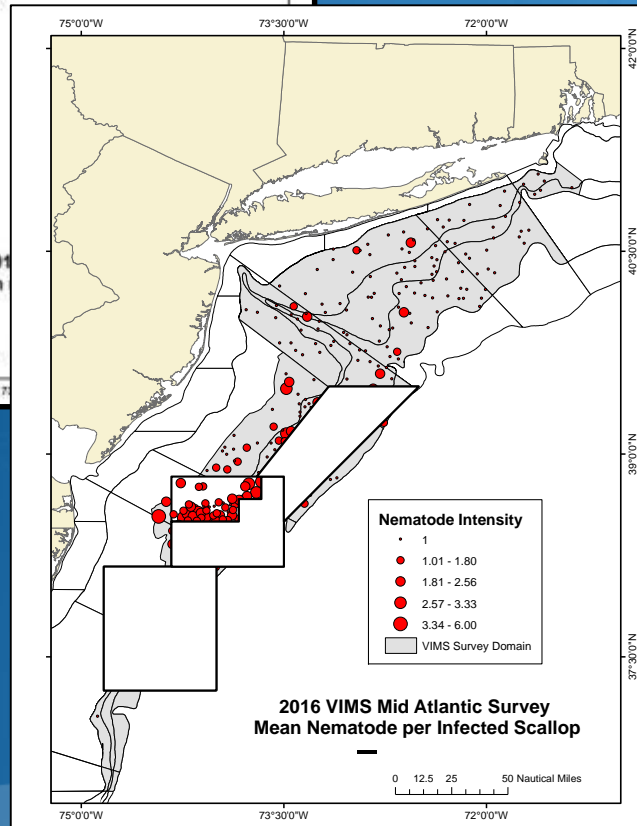 75°0'0"W
73°30'0"W
72°0'0"W
42°0'0"N
40°30'0"N
39°0'0"N
37°30'0"N
Nematode Intensity
1
1.01 - 1.80
1.81 - 2.56
2.57 - 3.33
3.34 - 6.00
VIMS Survey Domain
2016 VIMS Mid Atlantic Survey
Mean Nematode per Infected Scallop
0 12.5 25 50 Nautical Miles
75°0'0"W
73°30'0"W
72°0'0"W